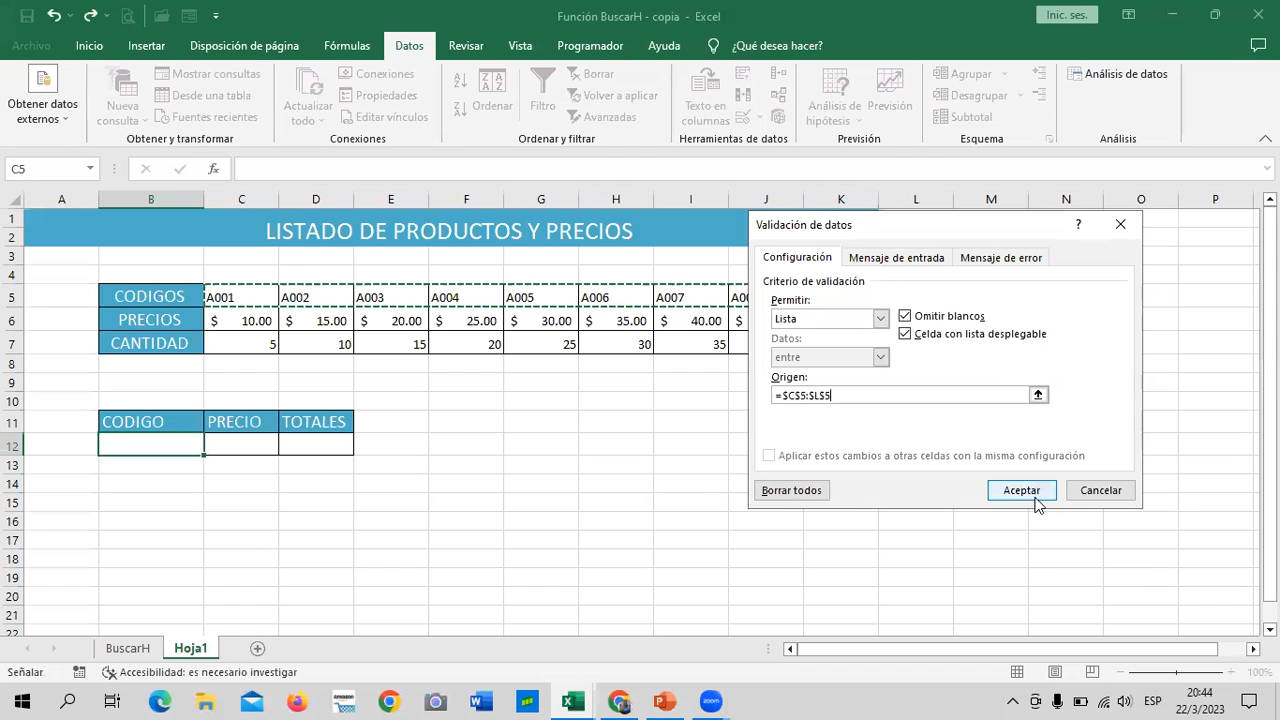 Función BuscarH - copia - Excel
Inic. ses.
Archivo Inicio Insertar Disposición de página Fórmulas Datos Revisar Vista Programador Ayuda ¿Qué desea hacer?
Obtener datos externos
Nueva consulta
Mostrar consultas
Desde una tabla
Fuentes recientes
Obtener y transformar
Actualizar todo
Conexiones
Propiedades
Editar vínculos
Conexiones
Ordenar
Filtro
Borrar
Volver a aplicar
Avanzadas
Ordenar y filtrar
Texto en columnas
Herramientas de datos
Análisis de hipótesis
Previsión
Previsión
Agrupar
Desagrupar
Subtotal
Esquema
Análisis de datos
Análisis
C5
fx
A B C D E F G H I J K L M N O P
1
2 LISTADO DE PRODUCTOS Y PRECIOS
3
4
5 CODIGOS A001 A002 A003 A004 A005 A006 A007
6 PRECIOS $ 10.00 $ 15.00 $ 20.00 $ 25.00 $ 30.00 $ 35.00 $ 40.00 $
7 CANTIDAD 5 10 15 20 25 30 35
8
9
10
11 CODIGO PRECIO TOTALES
12
13
14
15
16
17
18
19
20
21
22
Validación de datos ?
Configuración Mensaje de entrada Mensaje de error
Criterio de validación
Permitir:
Lista
Omitir blancos
Celda con lista desplegable
Datos:
entre
Origen:
=$C$5:$L$5
Aplicar estos cambios a otras celdas con la misma configuración
Borrar todos Aceptar Cancelar
BuscarH Hoja1
Señalar. Accesibilidad: es necesario investigar 100%
ESP
20:44
22/3/2023